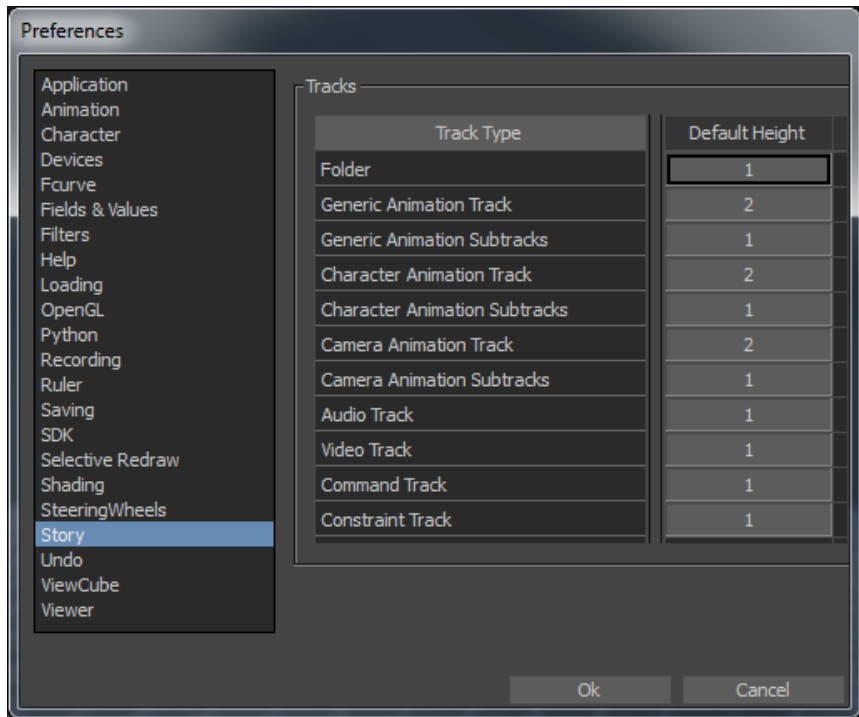 Preferences
Application
Animation
Character
Devices
Fcurve
Fields & Values
Filters
Help
Loading
OpenGL
Python
Recording
Ruler
Saving
SDK
Selective Redraw
Shading
SteeringWheels
Story
Undo
ViewCube
Viewer
Tracks
Track Type Default Height
Folder 1
Generic Animation Track 2
Generic Animation Subtracks 1
Character Animation Track 2
Character Animation Subtracks 1
Camera Animation Track 2
Camera Animation Subtracks 1
Audio Track 1
Video Track 1
Command Track 1
Constraint Track 1
Ok Cancel